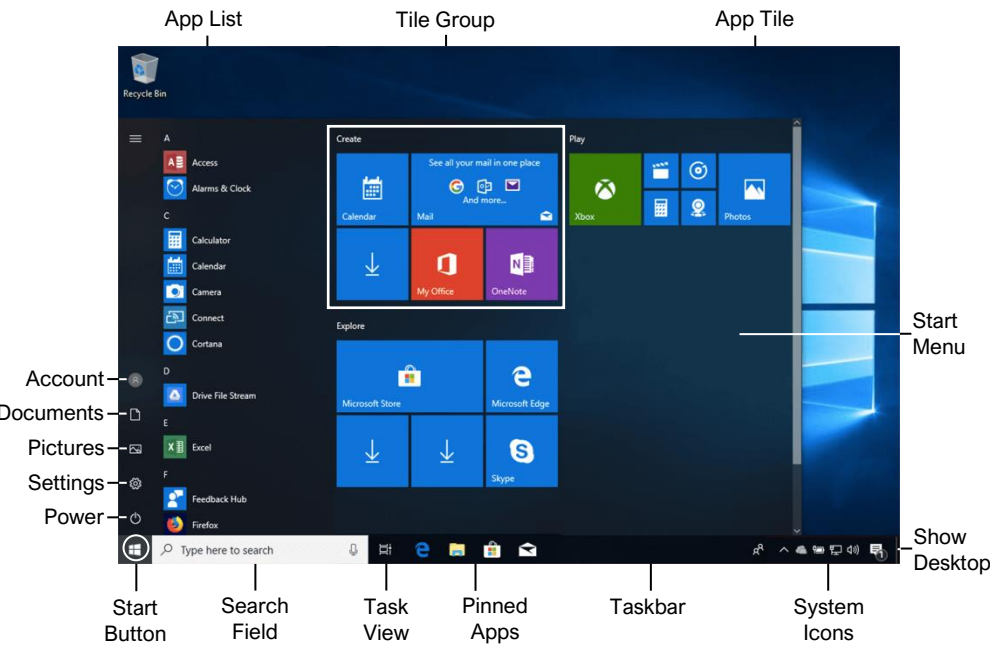 App List
Tile Group
App Tile
Recycle Bin
A
Access
Alarms & Clock
C
Calculator
Calendar
Camera
Connect
Cortana
D
Drive File Stream
E
Excel
F
Feedback Hub
Firefox
Create
Calendar
See all your mail in one place
And more...
Mail
My Office
OneNote
Explore
Microsoft Store
Microsoft Edge
Skype
Play
Xbox
Photos
Start
Menu
Account
Documents
Pictures
Settings
Power
Type here to search
1
Show
Desktop
Start
Button
Search
Field
Task
View
Pinned
Apps
Taskbar
System
Icons